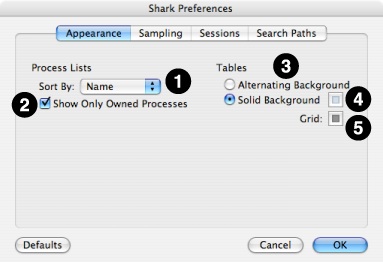 Shark Preferences
Appearance Sampling Sessions Search Paths
Process Lists
Sort By: Name 1
2 Show Only Owned Processes
Tables
3
Alternating Background
Solid Background 4
Grid: 5
Defaults Cancel OK